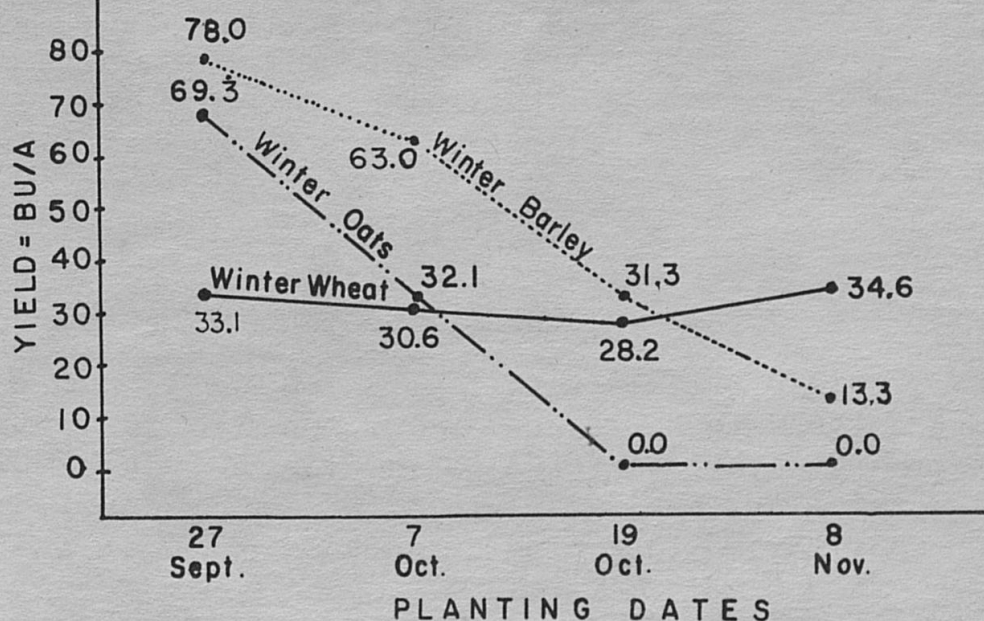 78.0
80
69.3
70
YIELD = BU/A
60
63.0
Winter Oats
Winter Barley
50
40
Winter Wheat
32.1
31.3
34.6
30
33.1
30.6
28.2
20
13.3
10
0.0
0.0
0
27
7
19
8
Sept.
Oct.
Oct.
Nov.
PLANTING DATES